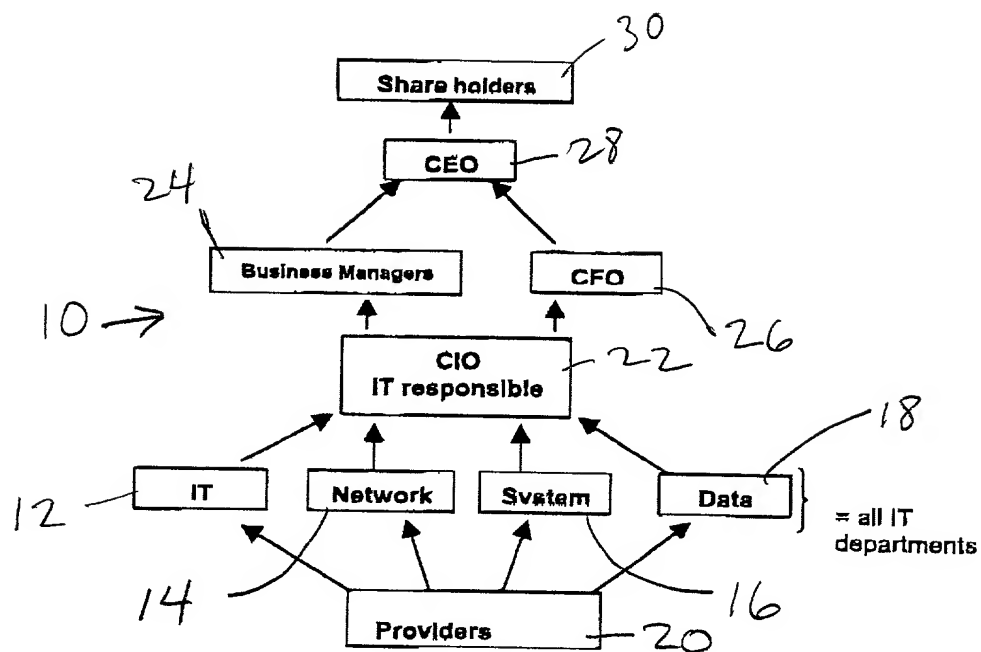 30
Share holders
CEO
28
24
Business Managers
CFO
10
26
CIO
IT responsible
22
18
IT
Network
System
Data
12
= all IT
departments
14
16
Providers
20